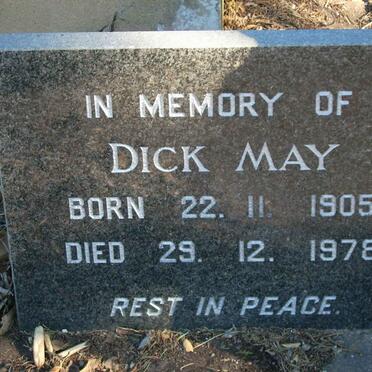 IN MEMORY OF
DICK MAY
BORN 22. 11. 1905
DIED 29. 12. 1978
REST IN PEACE.